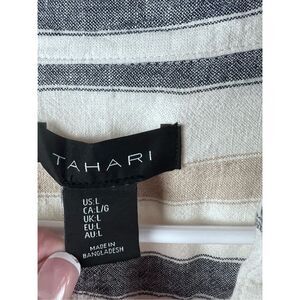 TAHARI
US:L
CA:L/G
UK:L
EU:L
AU:L
MADE IN
BANGLADESH